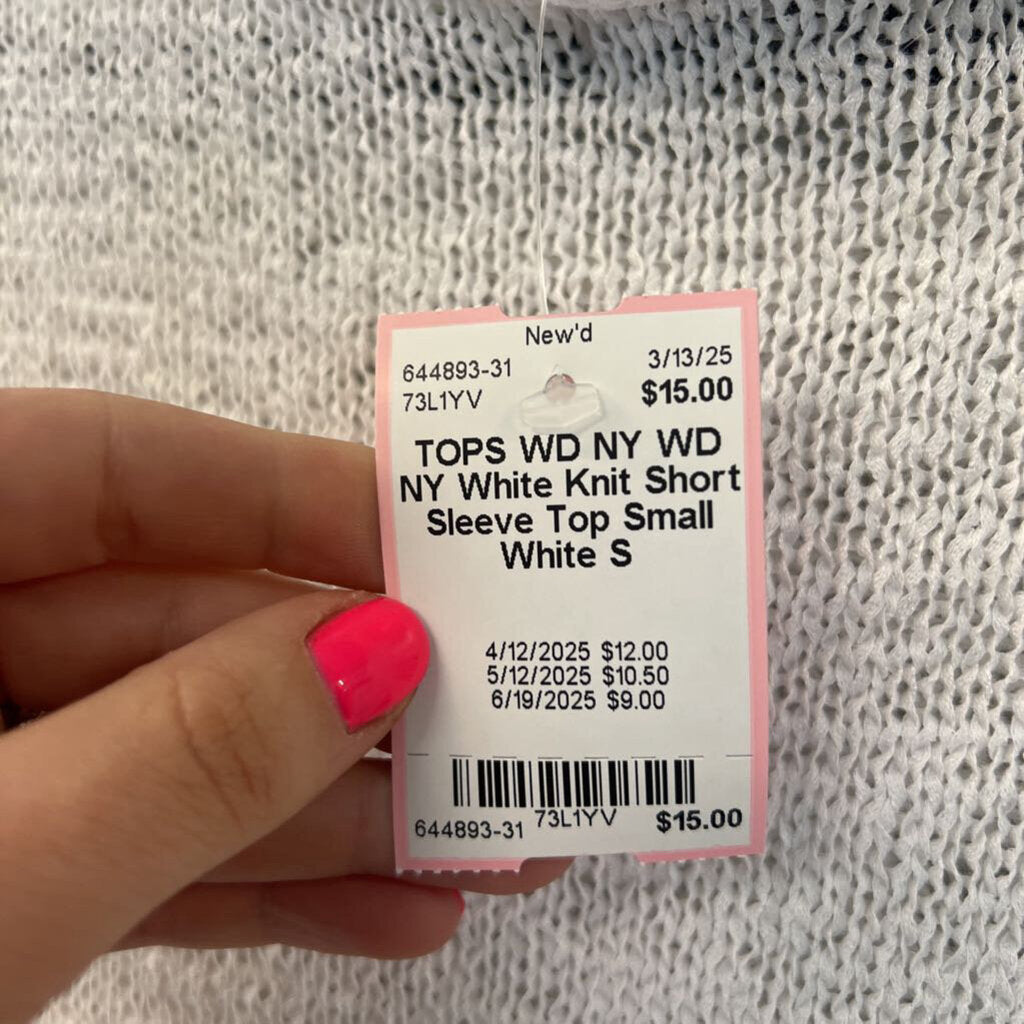 New'd
644893-31 3/13/25
73L1YV $15.00
TOPS WD NY WD
NY White Knit Short
Sleeve Top Small
White S
4/12/2025 $12.00
5/12/2025 $10.50
6/19/2025 $9.00
644893-31 73L1YV $15.00